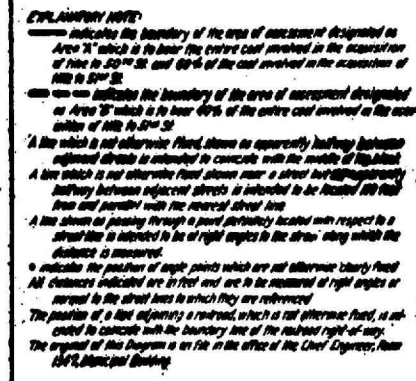 EXPLANATORY NOTE:
indicates the boundary of the area of assessment designated as
Area "A" which is to bear the entire cost involved in the acquisition
of title to 50th St. and 60% of the cost involved in the acquisition of
title to 51st St.
indicates the boundary of the area of assessment designated
as Area "B" which is to bear 40% of the entire cost involved in the acqu-
isition of title to 51st St.
A line which is not otherwise fixed, shown as apparently halfway between
adjacent streets is intended to coincide with the middle of the block
A line which is not otherwise fixed shown near a street but apparently
halfway between adjacent streets is intended to be located 100 feet
from and parallel with the nearest street line
A line shown as passing through a point definitely located with respect to a
street line is intended to be at right angles to the street along which the
distance is measured.
indicates the position of angle points which are not otherwise clearly fixed
All distances indicated are in feet and are to be measured at right angles or
normal to the street lines to which they are referenced
The position of a line adjoining a railroad, which is not otherwise fixed, is int-
ended to coincide with the boundary line of the railroad right-of-way.
The original of this Diagram is on file in the office of the Chief Engineer, Room
Municipal Building